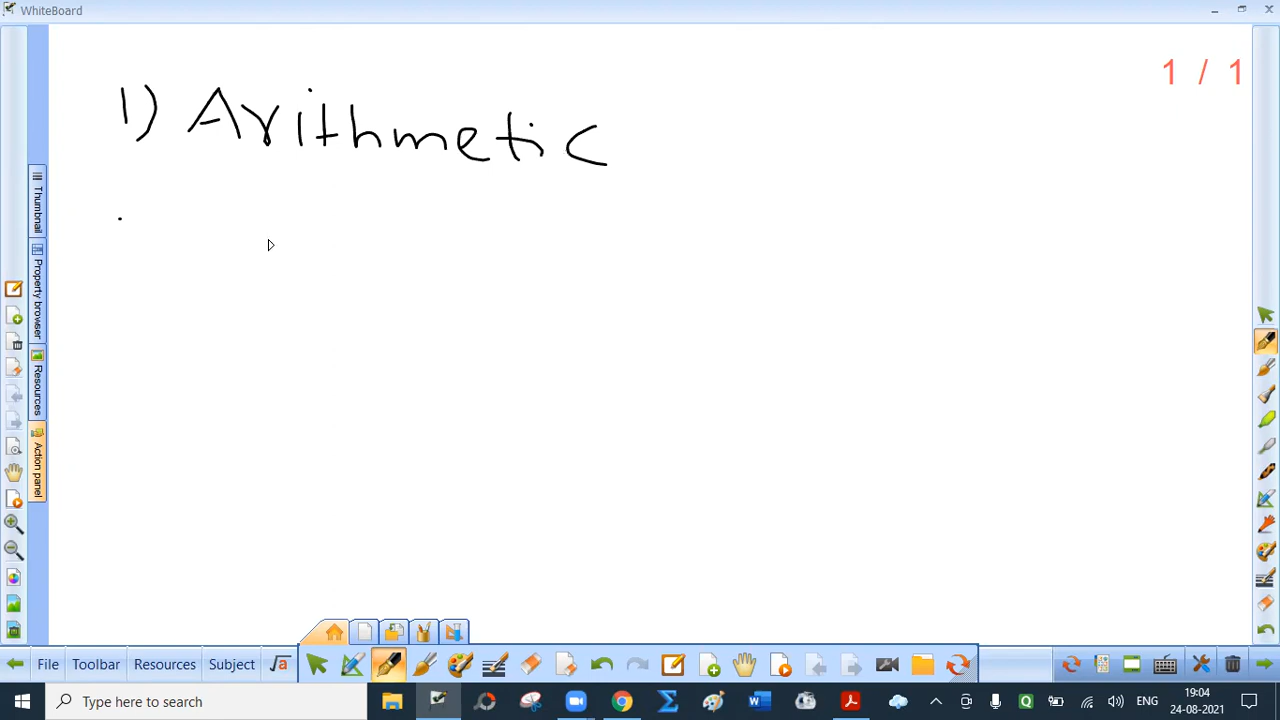 WhiteBoard
1 / 1
1) Arithmetic
Thumbnail
Property browser
Resources
Action panel
File
Toolbar
Resources
Subject
√a
Type here to search
ENG
19:04
24-08-2021